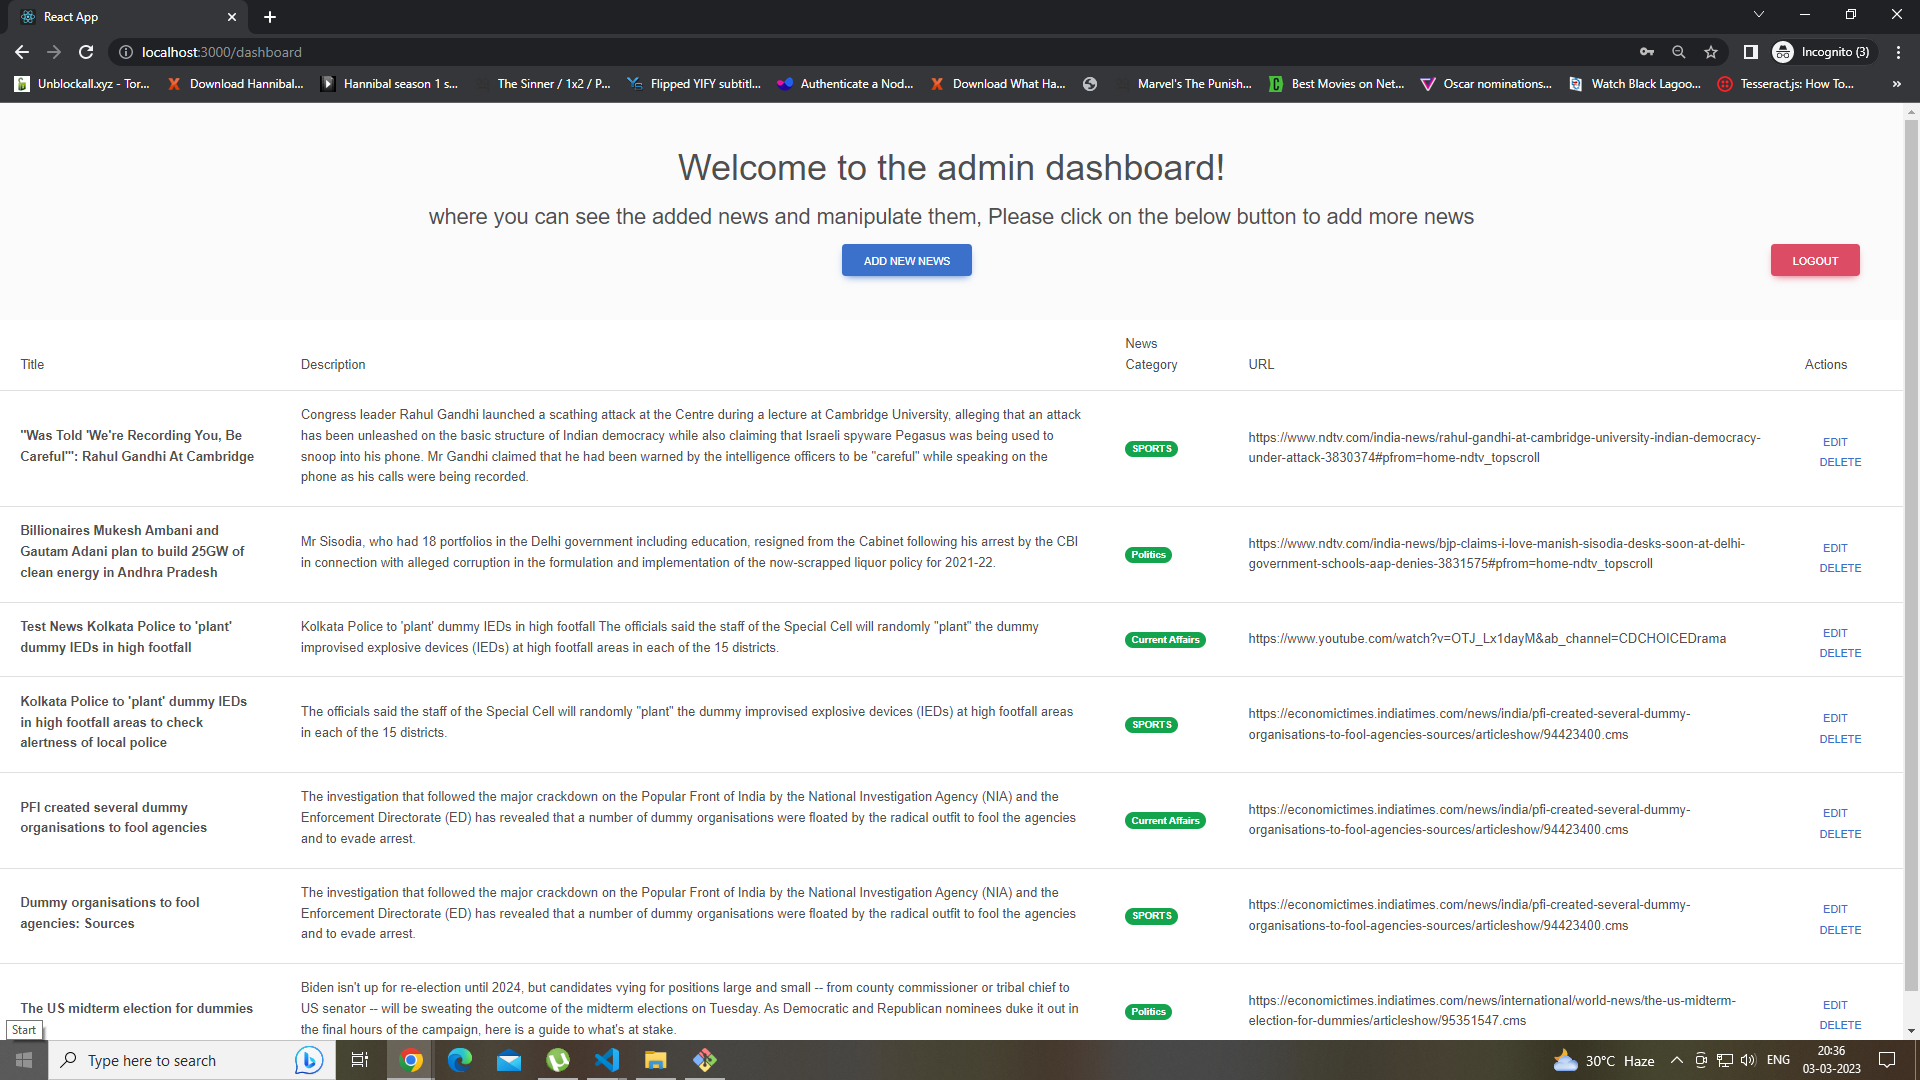 React App
localhost:3000/dashboard
Incognito (3)
Unblockall.xyz - Tor...
Download Hannibal...
Hannibal season 1 s...
The Sinner / 1x2 / P...
Flipped YIFY subtitl...
Authenticate a Nod...
Download What Ha...
Marvel's The Punish...
Best Movies on Net...
Oscar nominations...
Watch Black Lagoo...
Tesseract.js: How To...
»
Welcome to the admin dashboard!
where you can see the added news and manipulate them, Please click on the below button to add more news
ADD NEW NEWS
LOGOUT
Title
Description
News
Category
URL
Actions
"Was Told 'We're Recording You, Be
Careful'": Rahul Gandhi At Cambridge
Congress leader Rahul Gandhi launched a scathing attack at the Centre during a lecture at Cambridge University, alleging that an attack
has been unleashed on the basic structure of Indian democracy while also claiming that Israeli spyware Pegasus was being used to
snoop into his phone. Mr Gandhi claimed that he had been warned by the intelligence officers to be "careful" while speaking on the
phone as his calls were being recorded.
SPORTS
https://www.ndtv.com/india-news/rahul-gandhi-at-cambridge-university-indian-democracy-
under-attack-3830374#pfrom=home-ndtv_topscroll
EDIT
DELETE
Billionaires Mukesh Ambani and
Gautam Adani plan to build 25GW of
clean energy in Andhra Pradesh
Mr Sisodia, who had 18 portfolios in the Delhi government including education, resigned from the Cabinet following his arrest by the CBI
in connection with alleged corruption in the formulation and implementation of the now-scrapped liquor policy for 2021-22.
Politics
https://www.ndtv.com/india-news/bjp-claims-i-love-manish-sisodia-desks-soon-at-delhi-
government-schools-aap-denies-3831575#pfrom=home-ndtv_topscroll
EDIT
DELETE
Test News Kolkata Police to 'plant'
dummy IEDs in high footfall
Kolkata Police to 'plant' dummy IEDs in high footfall The officials said the staff of the Special Cell will randomly "plant" the dummy
improvised explosive devices (IEDs) at high footfall areas in each of the 15 districts.
Current Affairs
https://www.youtube.com/watch?v=OTJ_Lx1dayM&ab_channel=CDCHOICEDrama
EDIT
DELETE
Kolkata Police to 'plant' dummy IEDs
in high footfall areas to check
alertness of local police
The officials said the staff of the Special Cell will randomly "plant" the dummy improvised explosive devices (IEDs) at high footfall areas
in each of the 15 districts.
SPORTS
https://economictimes.indiatimes.com/news/india/pfi-created-several-dummy-
organisations-to-fool-agencies-sources/articleshow/94423400.cms
EDIT
DELETE
PFI created several dummy
organisations to fool agencies
The investigation that followed the major crackdown on the Popular Front of India by the National Investigation Agency (NIA) and the
Enforcement Directorate (ED) has revealed that a number of dummy organisations were floated by the radical outfit to fool the agencies
and to evade arrest.
Current Affairs
https://economictimes.indiatimes.com/news/india/pfi-created-several-dummy-
organisations-to-fool-agencies-sources/articleshow/94423400.cms
EDIT
DELETE
Dummy organisations to fool
agencies: Sources
The investigation that followed the major crackdown on the Popular Front of India by the National Investigation Agency (NIA) and the
Enforcement Directorate (ED) has revealed that a number of dummy organisations were floated by the radical outfit to fool the agencies
and to evade arrest.
SPORTS
https://economictimes.indiatimes.com/news/india/pfi-created-several-dummy-
organisations-to-fool-agencies-sources/articleshow/94423400.cms
EDIT
DELETE
The US midterm election for dummies
Biden isn't up for re-election until 2024, but candidates vying for positions large and small -- from county commissioner or tribal chief to
US senator -- will be sweating the outcome of the midterm elections on Tuesday. As Democratic and Republican nominees duke it out in
the final hours of the campaign, here is a guide to what's at stake.
Politics
https://economictimes.indiatimes.com/news/international/world-news/the-us-midterm-
election-for-dummies/articleshow/95351547.cms
EDIT
DELETE
Start
Type here to search
30°C Haze
ENG
20:36
03-03-2023